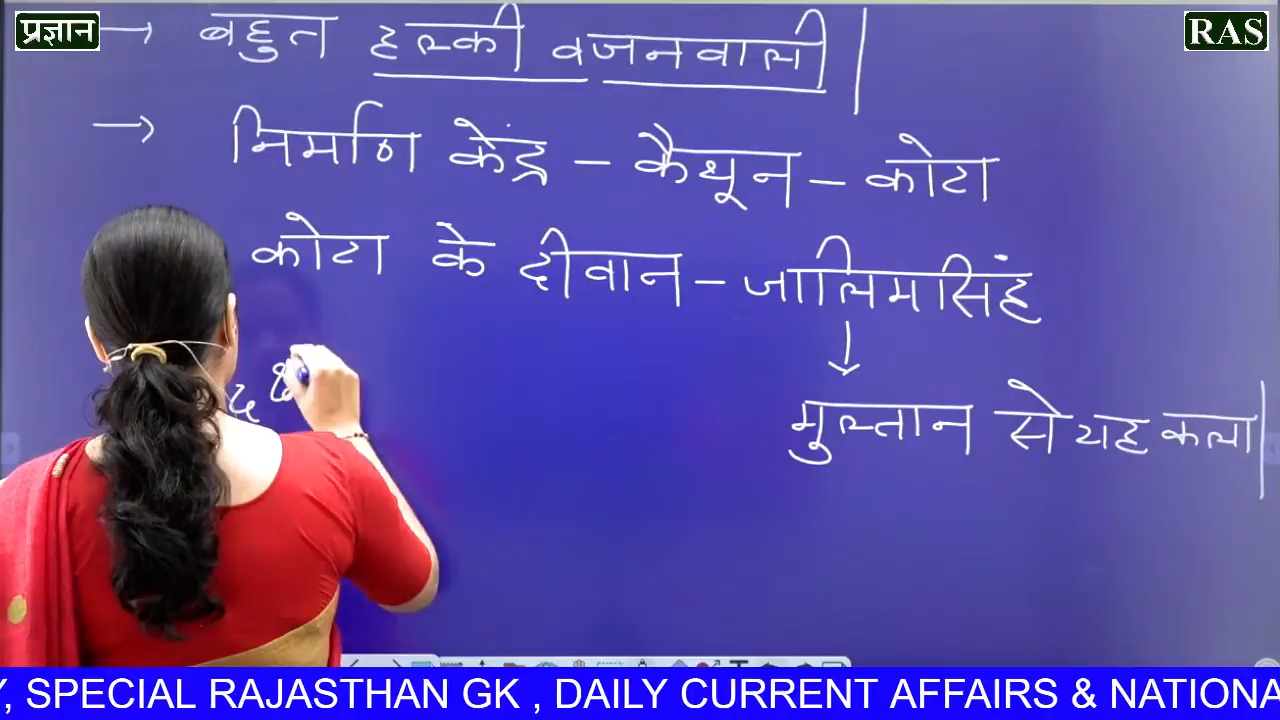 प्रज्ञान
RAS
→ बहुत हल्की वजनवाली |
→ निर्माण केंद्र – कैथून – कोटा
कोटा के दीवान – जालिमसिंह
↓
मुल्तान से यह कला |
Y, SPECIAL RAJASTHAN GK , DAILY CURRENT AFFAIRS & NATIONA